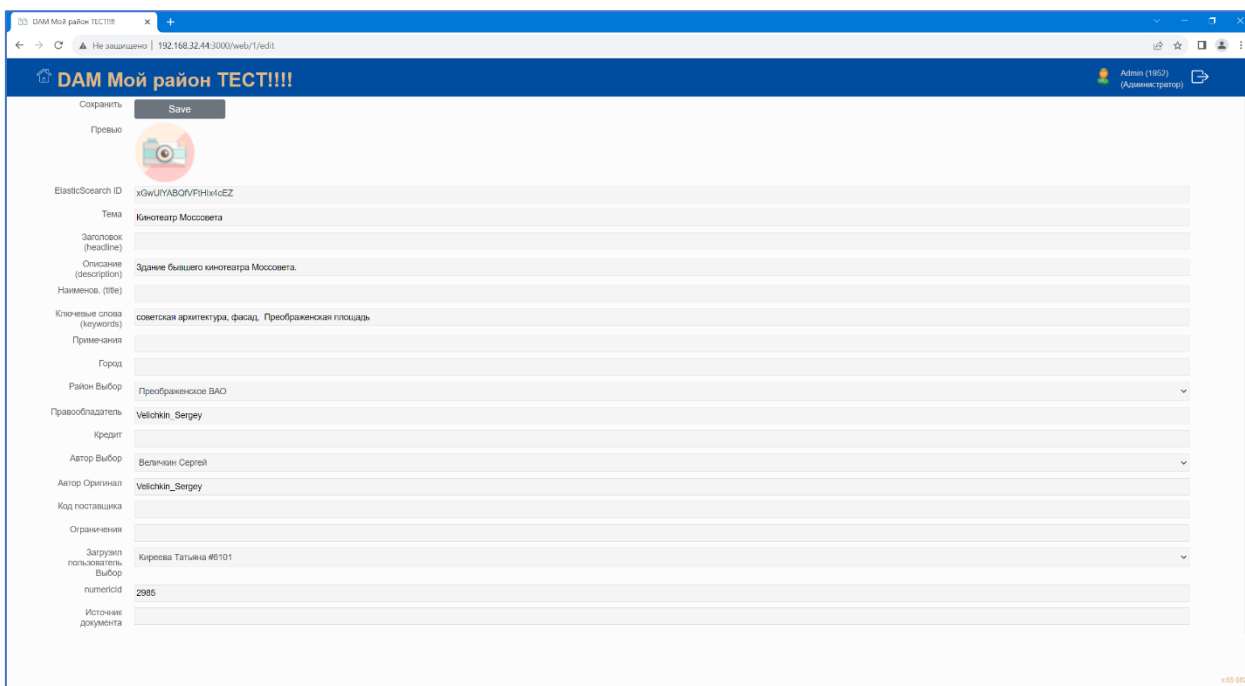 DAM Мой район ТЕСТ!!!!
Не защищено | 192.168.32.44:3000/web/1/edit
DAM Мой район ТЕСТ!!!!
Admin (1952)
(Администратор)
Сохранить Save
Превью
ElasticScearch ID
Тема Кинотеатр Моссовета
Заголовок
(headline)
Описание
(description) Здание бывшего кинотеатра Моссовета.
Наименов. (title)
Ключевые слова
(keywords) советская архитектура, фасад, Преображенская площадь
Примечания
Город
Район Выбор Преображенское ВАО
Правообладатель Velichkin_Sergey
Кредит
Автор Выбор Величкин Сергей
Автор Оригинал Velichkin_Sergey
Код поставщика
Ограничения
Загрузил
пользователь
Выбор Киреева Татьяна #6101
numericid 2985
Источник
документа